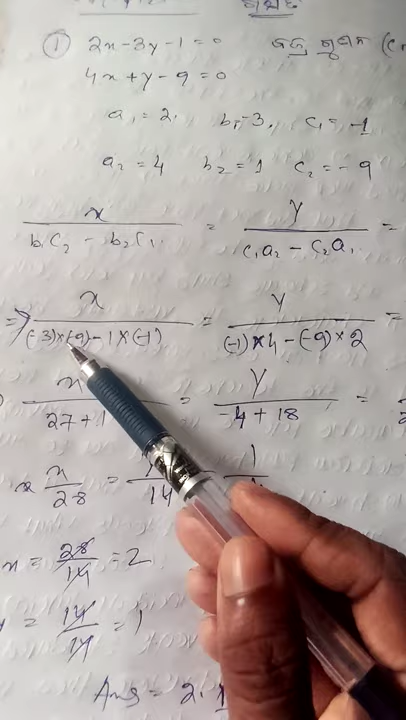 ① 2x-3y-1=0
4x+y-9=0
a₁=2. b₁-3. c₁=-1
a₂=4 b₂=1 c₂=-9
x/(b₁c₂-b₂c₁) = y/(c₁a₂-c₂a₁) =
=> x/((-3)×(-9)-1×(-1)) = y/((-1)×4-(-9)×2)
x/(27+1 = y/(-4+18) =
x/28 = 14 1
x = 28/14 = 2
= 14/14 = 1
Ans = 2.1